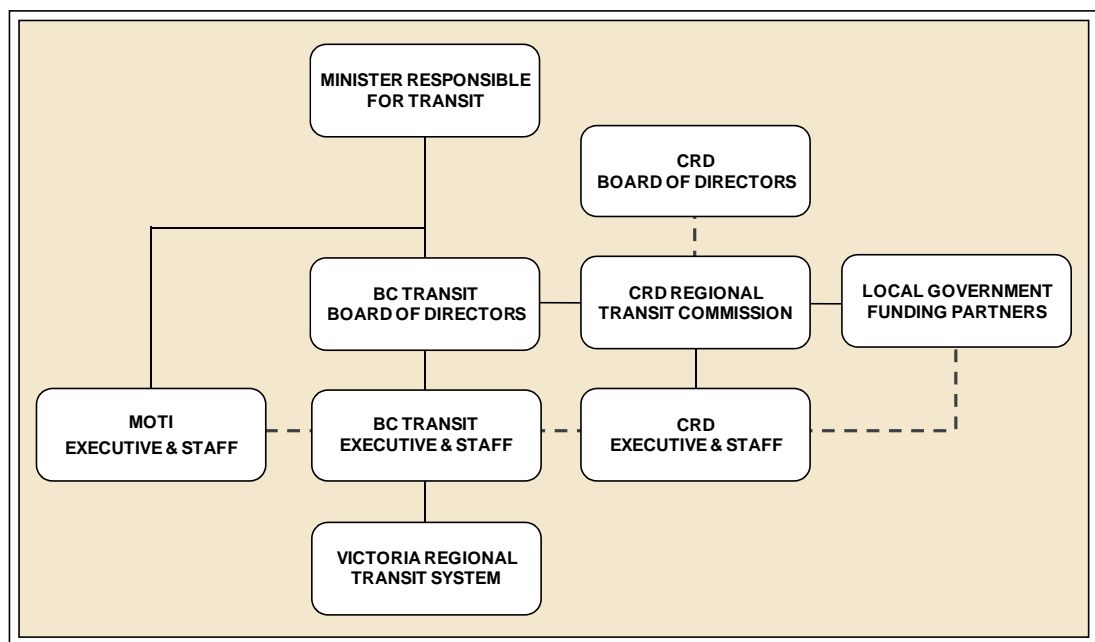 MINISTER RESPONSIBLE
FOR TRANSIT
CRD
BOARD OF DIRECTORS
BC TRANSIT
BOARD OF DIRECTORS
CRD REGIONAL
TRANSIT COMMISSION
LOCAL GOVERNMENT
FUNDING PARTNERS
MOTI
EXECUTIVE & STAFF
BC TRANSIT
EXECUTIVE & STAFF
CRD
EXECUTIVE & STAFF
VICTORIA REGIONAL
TRANSIT SYSTEM